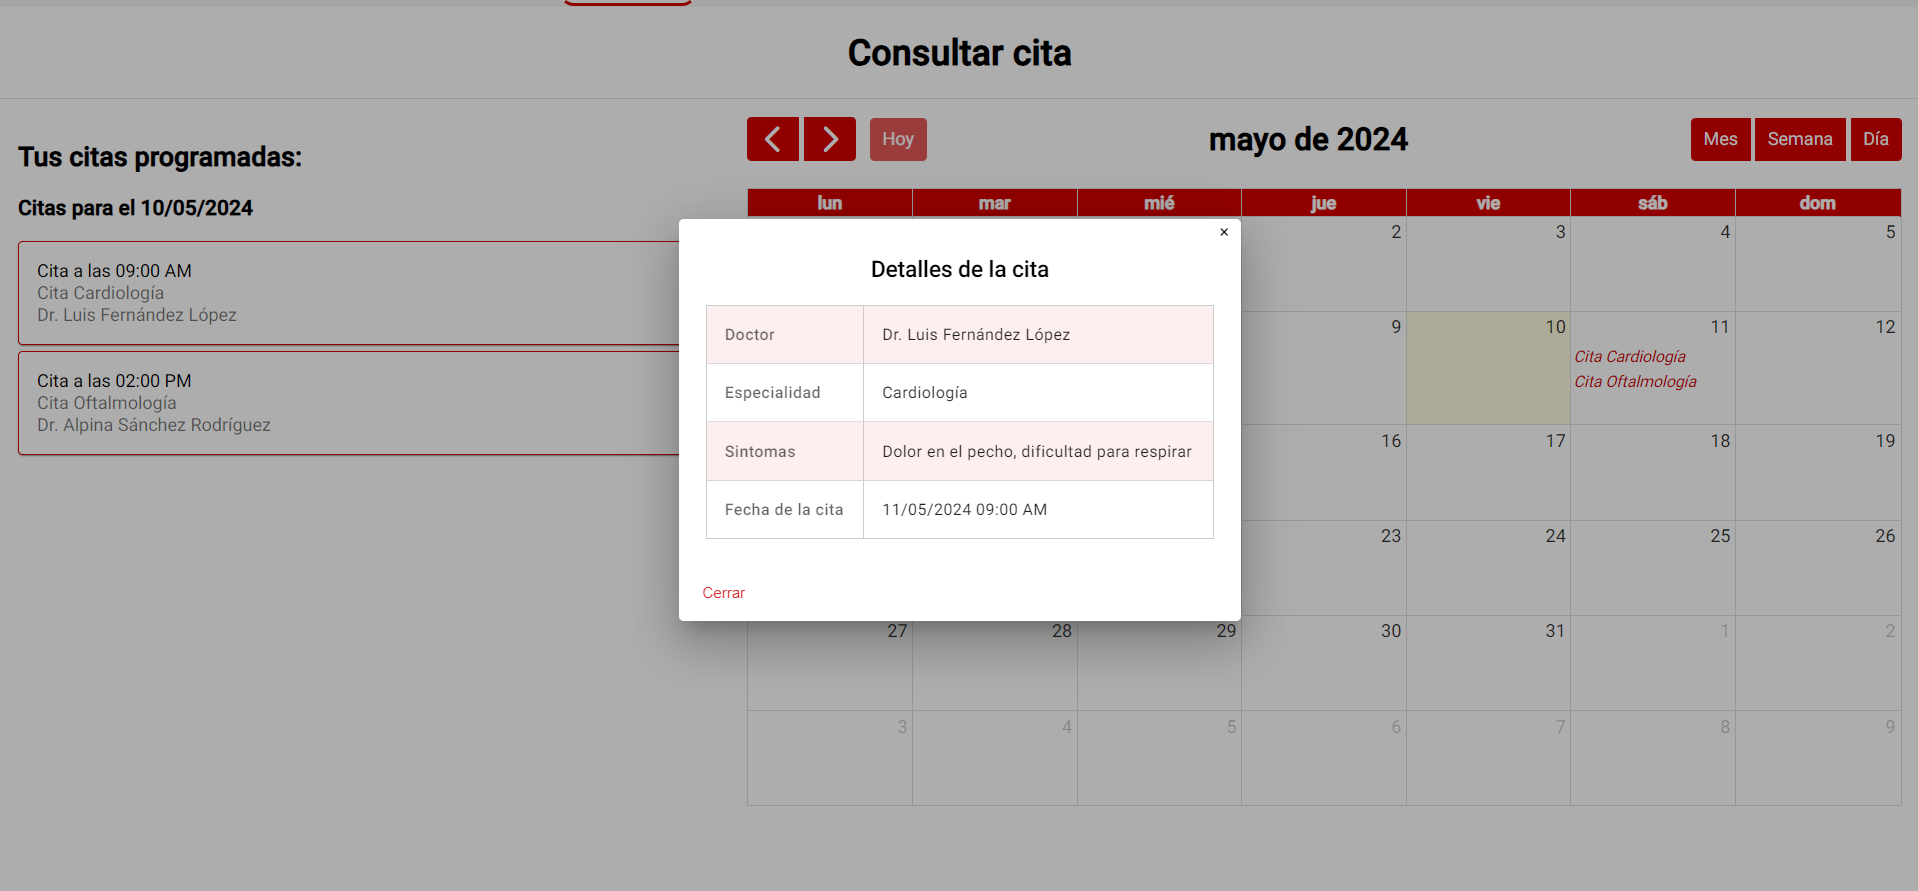 Consultar cita
Tus citas programadas:
Citas para el 10/05/2024
Cita a las 09:00 AM
Cita Cardiología
Dr. Luis Fernández López
Cita a las 02:00 PM
Cita Oftalmología
Dr. Alpina Sánchez Rodríguez
Hoy
mayo de 2024
Mes Semana Día
lun mar mié jue vie sáb dom
2 3 4 5
9 10 11 12
Cita Cardiología
Cita Oftalmología
16 17 18 19
23 24 25 26
27 28 29 30 31 1 2
3 4 5 6 7 8 9
×
Detalles de la cita
Doctor Dr. Luis Fernández López
Especialidad Cardiología
Sintomas Dolor en el pecho, dificultad para respirar
Fecha de la cita 11/05/2024 09:00 AM
Cerrar